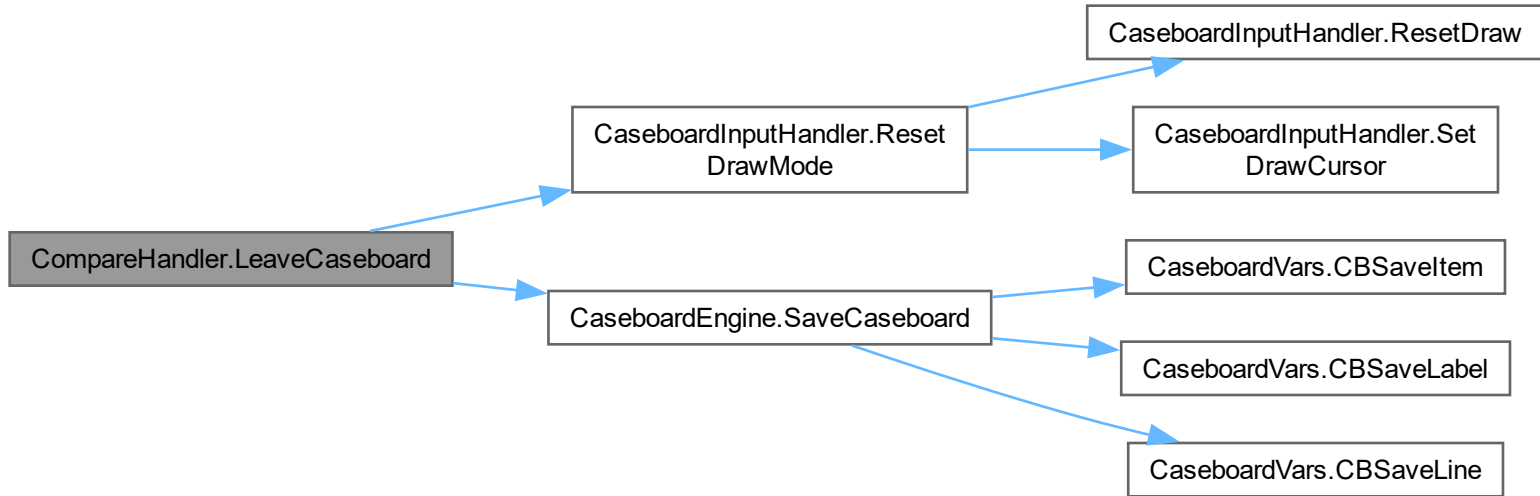 CaseboardInputHandler.ResetDraw
CaseboardInputHandler.Reset
DrawMode
CaseboardInputHandler.Set
DrawCursor
CompareHandler.LeaveCaseboard
CaseboardVars.CBSaveItem
CaseboardEngine.SaveCaseboard
CaseboardVars.CBSaveLabel
CaseboardVars.CBSaveLine